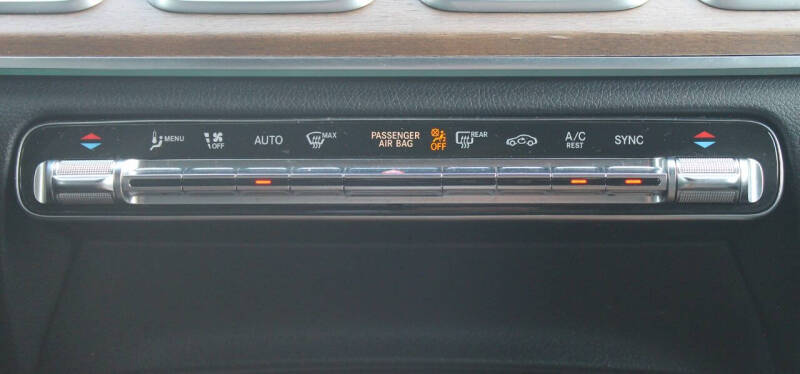 MENU
OFF
AUTO
MAX
PASSENGER
AIR BAG
OFF
REAR
A/C
REST
SYNC